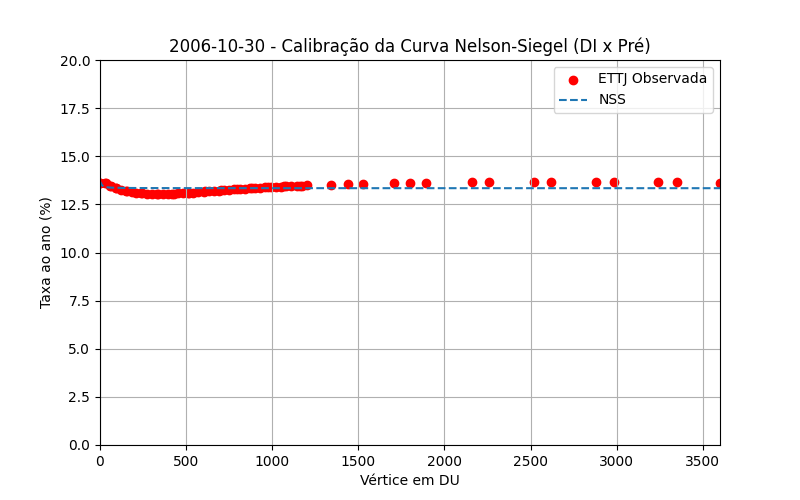 2006-10-30 - Calibração da Curva Nelson-Siegel (DI x Pré)
20.0
17.5
15.0
12.5
10.0
7.5
5.0
2.5
0.0
Taxa ao ano (%)
ETTJ Observada
NSS
0 500 1000 1500 2000 2500 3000 3500
Vértice em DU